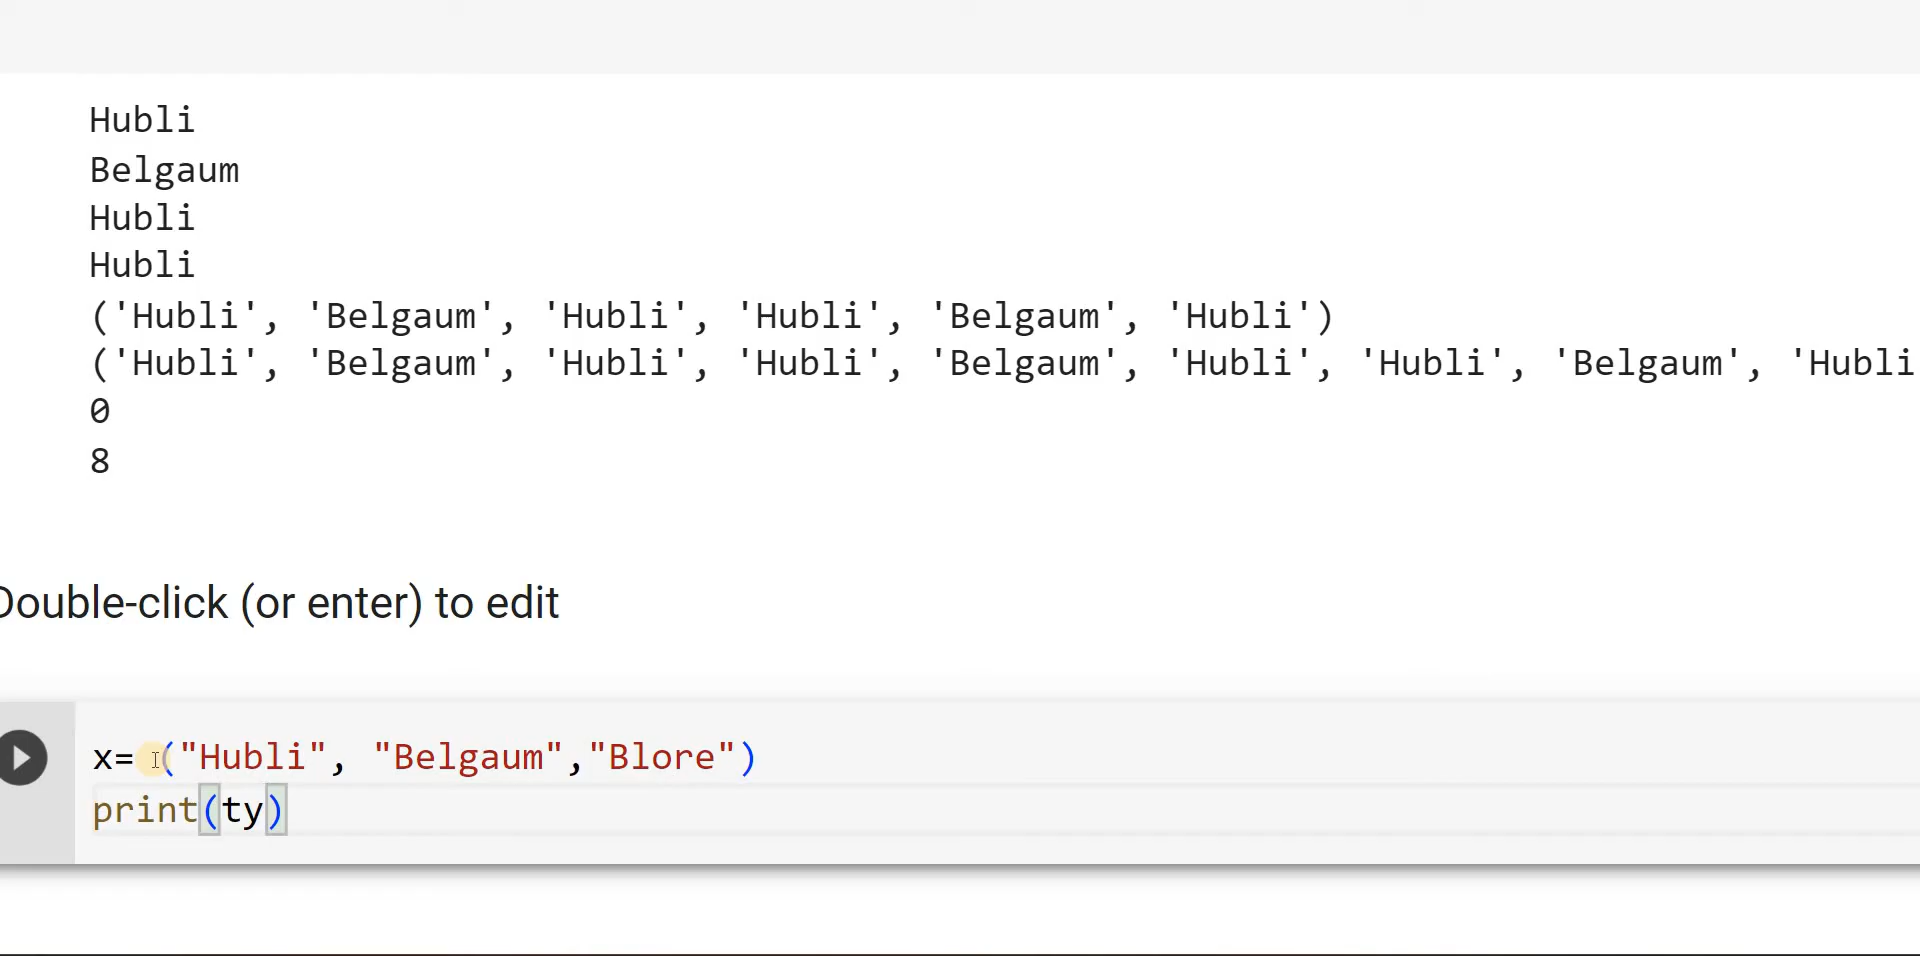 Hubli
Belgaum
Hubli
Hubli
('Hubli', 'Belgaum', 'Hubli', 'Hubli', 'Belgaum', 'Hubli')
('Hubli', 'Belgaum', 'Hubli', 'Hubli', 'Belgaum', 'Hubli', 'Hubli', 'Belgaum', 'Hubli
0
8
Double-click (or enter) to edit
x= ("Hubli", "Belgaum","Blore")
print(ty)